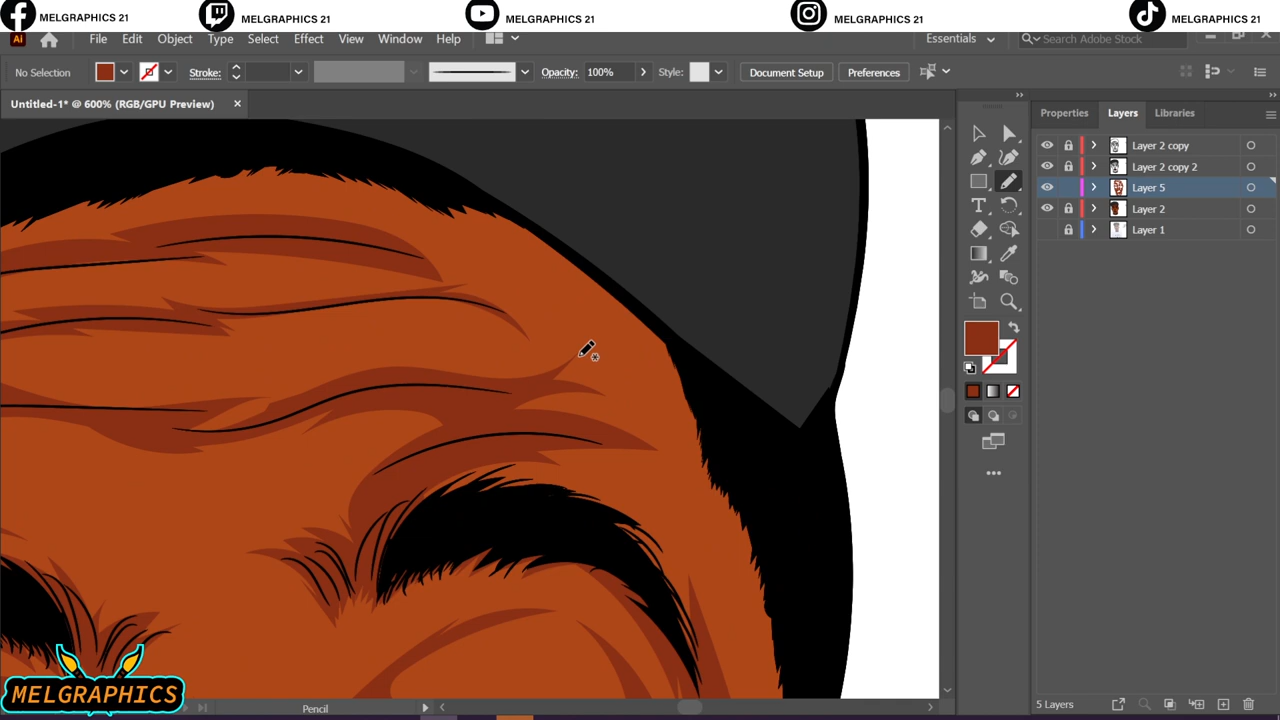 MELGRAPHICS 21 MELGRAPHICS 21 MELGRAPHICS 21 MELGRAPHICS 21 MELGRAPHICS 21
Ai File Edit Object Type Select Effect View Window Help Essentials Search Adobe Stock
No Selection Stroke: Opacity: 100% Style: Document Setup Preferences
Untitled-1* @ 600% (RGB/GPU Preview)
Properties Layers Libraries
Layer 2 copy
Layer 2 copy 2
Layer 5
Layer 2
Layer 1
MELGRAPHICS
Pencil
5 Layers